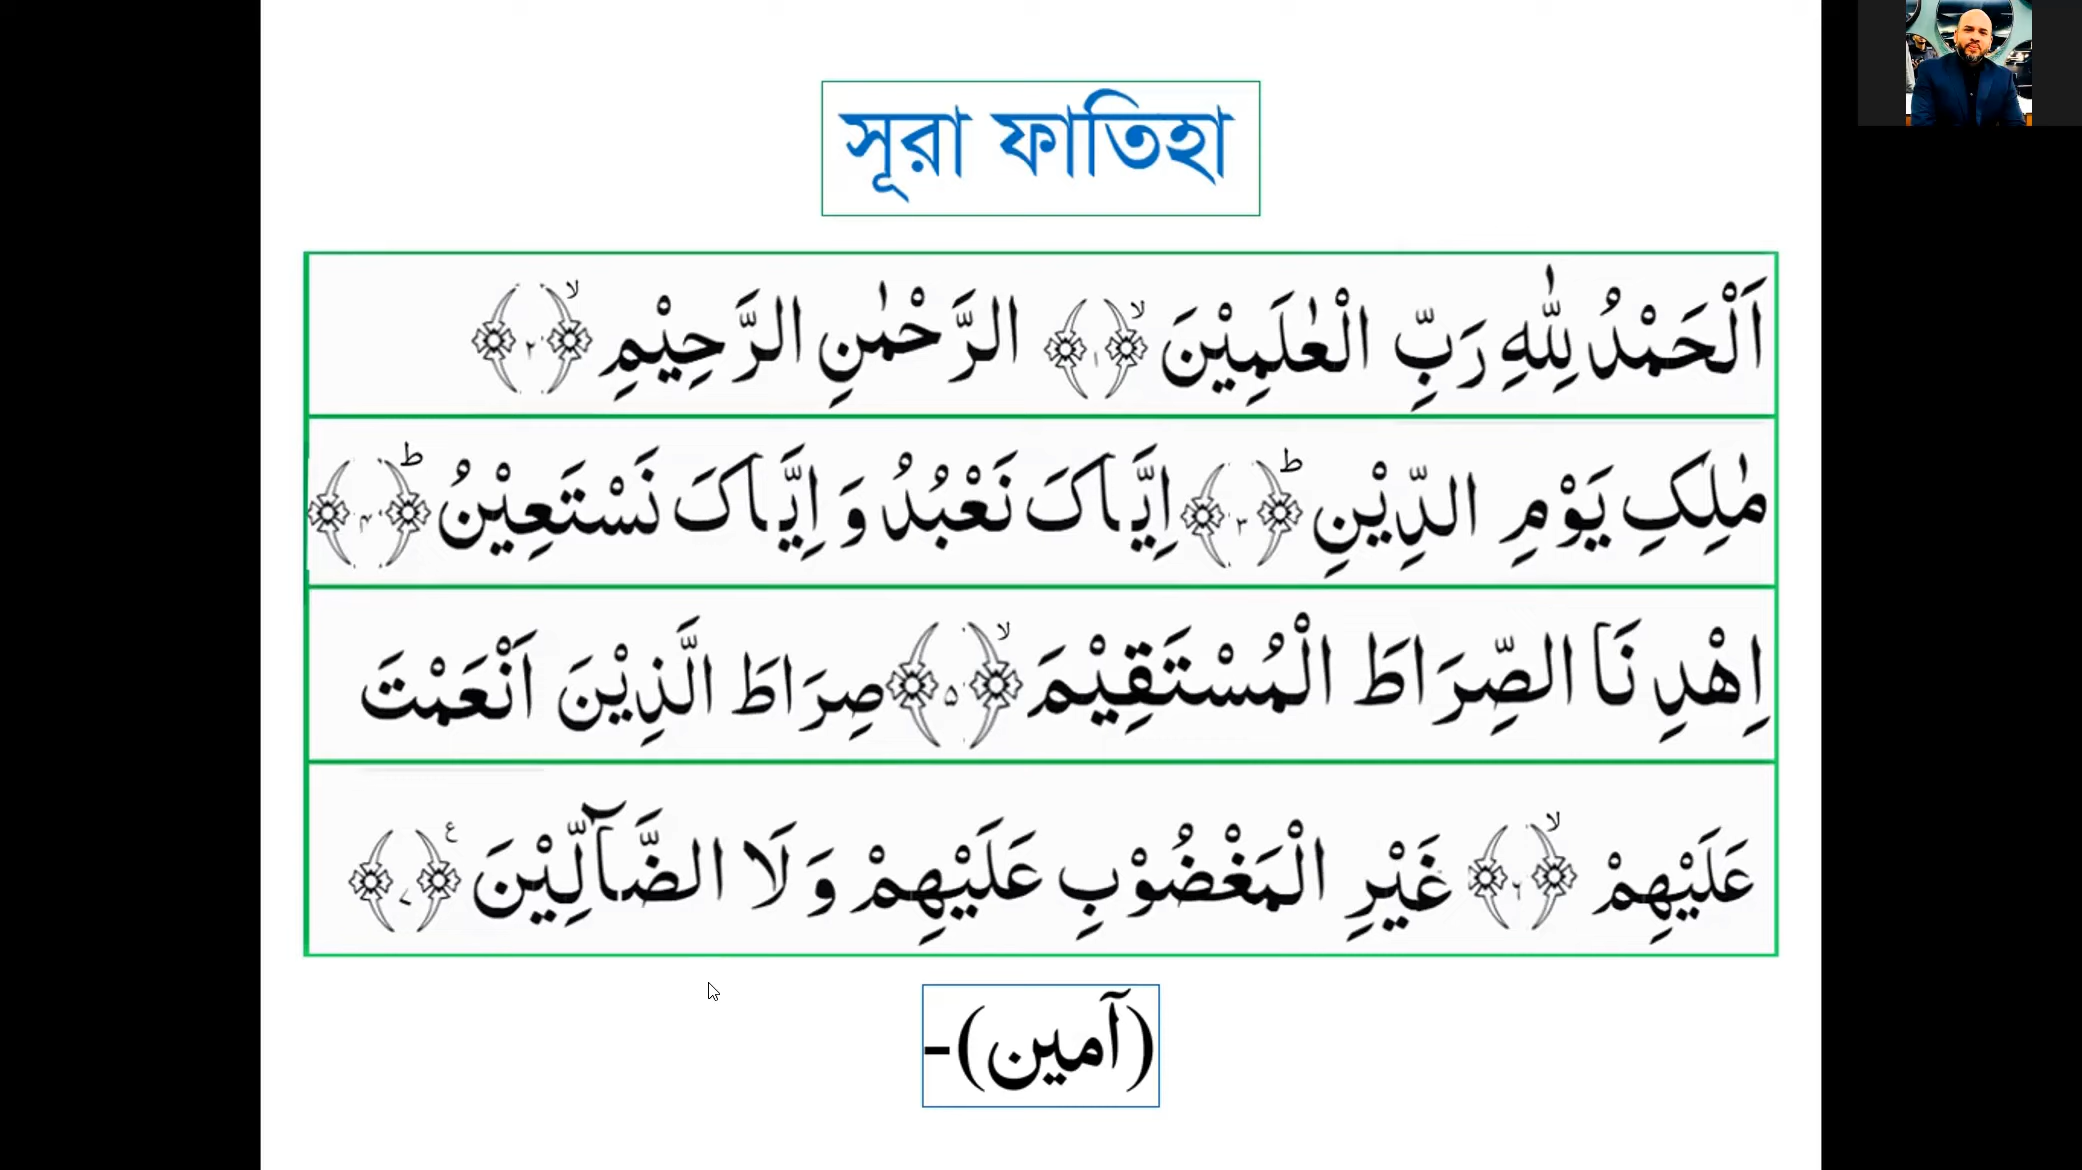 সূরা ফাতিহা
اَلْحَمْدُ لِلّٰهِ رَبِّ الْعٰلَمِيْنَ ۙ﴿۱﴾ الرَّحْمٰنِ الرَّحِيْمِ ۙ﴿۲﴾
مٰلِكِ يَوْمِ الدِّيْنِ ؕ﴿۳﴾ اِيَّاكَ نَعْبُدُ وَ اِيَّاكَ نَسْتَعِيْنُ ؕ﴿۴﴾
اِهْدِنَا الصِّرَاطَ الْمُسْتَقِيْمَ ۙ﴿۵﴾ صِرَاطَ الَّذِيْنَ اَنْعَمْتَ
عَلَيْهِمْ ۙ﴿۶﴾ غَيْرِ الْمَغْضُوْبِ عَلَيْهِمْ وَ لَا الضَّآلِّيْنَ ﴿۷﴾ع
(آمين)-